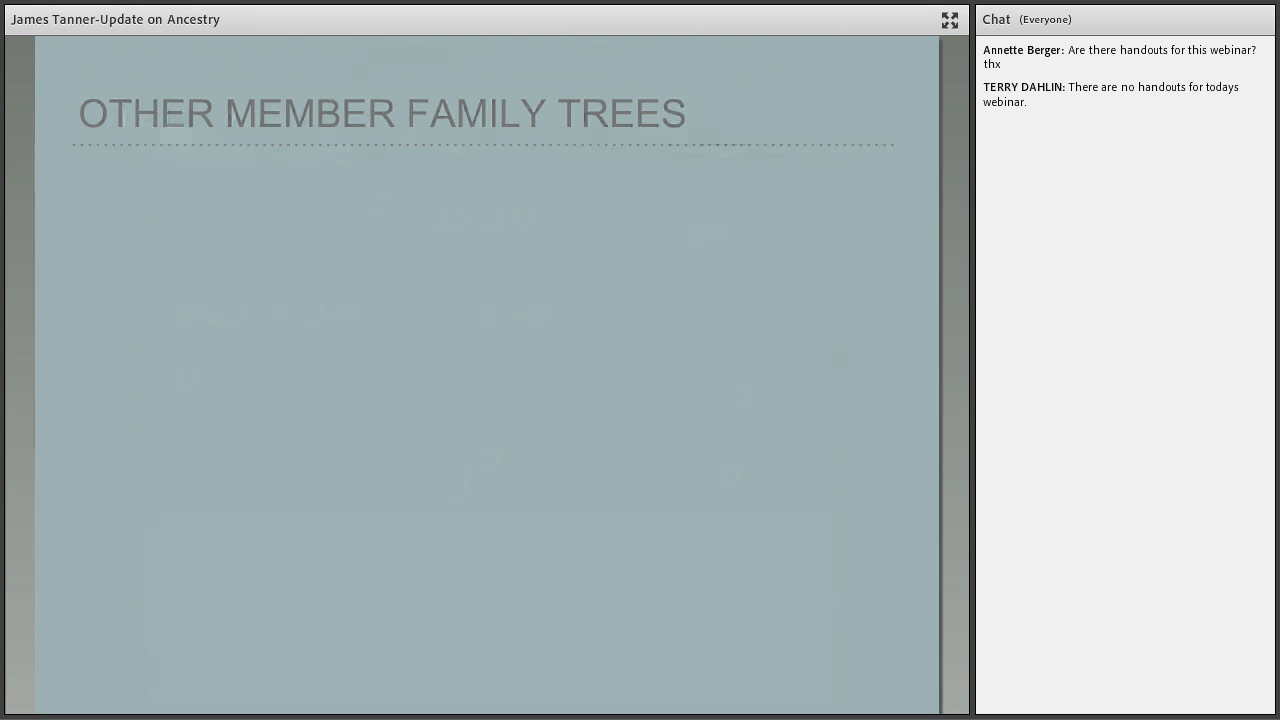 James Tanner-Update on Ancestry
OTHER MEMBER FAMILY TREES
Chat (Everyone)
Annette Berger: Are there handouts for this webinar?
thx
TERRY DAHLIN: There are no handouts for todays
webinar.